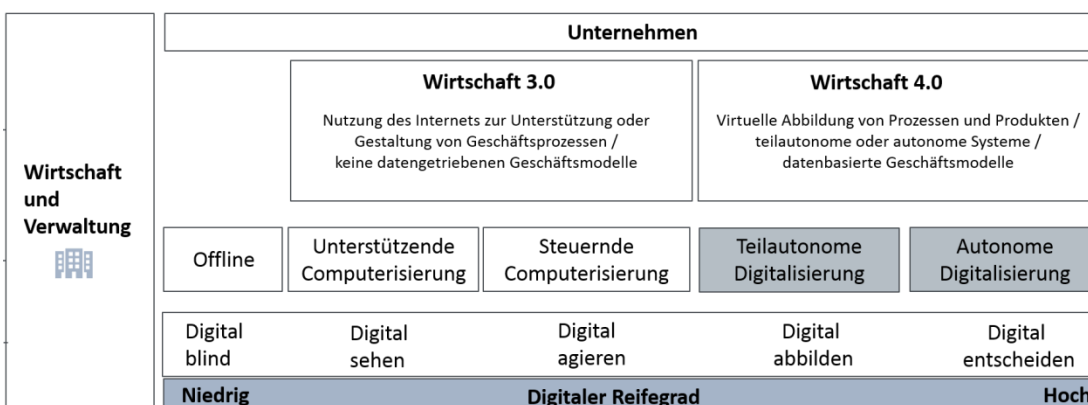 Unternehmen
Wirtschaft 3.0
Nutzung des Internets zur Unterstützung oder
Gestaltung von Geschäftsprozessen /
keine datengetriebenen Geschäftsmodelle
Wirtschaft 4.0
Virtuelle Abbildung von Prozessen und Produkten /
teilautonome oder autonome Systeme /
datenbasierte Geschäftsmodelle
Wirtschaft
und
Verwaltung
Offline
Unterstützende
Computerisierung
Steuernde
Computerisierung
Teilautonome
Digitalisierung
Autonome
Digitalisierung
Digital
blind
Digital
sehen
Digital
agieren
Digital
abbilden
Digital
entscheiden
Niedrig
Digitaler Reifegrad
Hoch